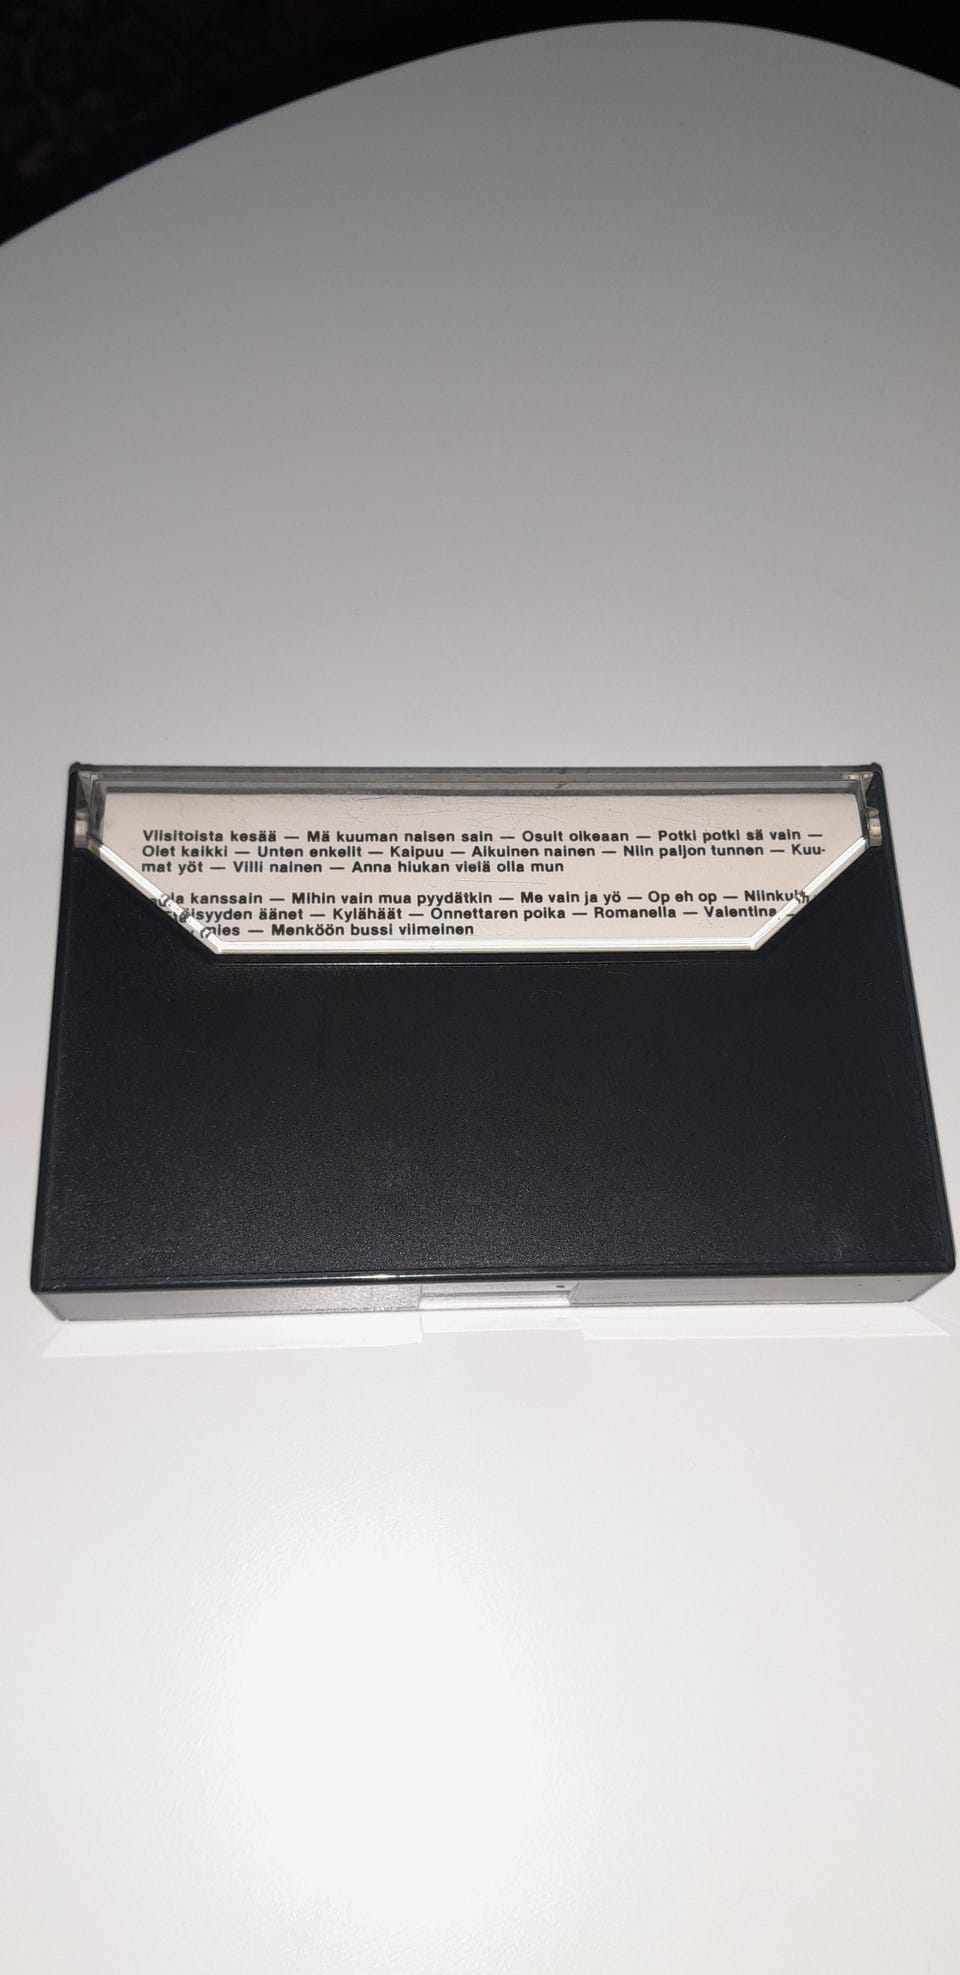 Viisitoista kesää — Mä kuuman naisen sain — Osuit oikeaan — Potki potki sä vain —
Olet kaikki — Unten enkelit — Kaipuu — Aikuinen nainen — Niin paljon tunnen — Kuu-
mat yöt — Villi nainen — Anna hiukan vielä olla mun
kanssain — Mihin vain mua pyydätkin — Me vain ja yö — Op eh op —
äänet — Kylähäät — Onnettaren poika — Romanella — Valentina —
— Menköön bussi viimeinen